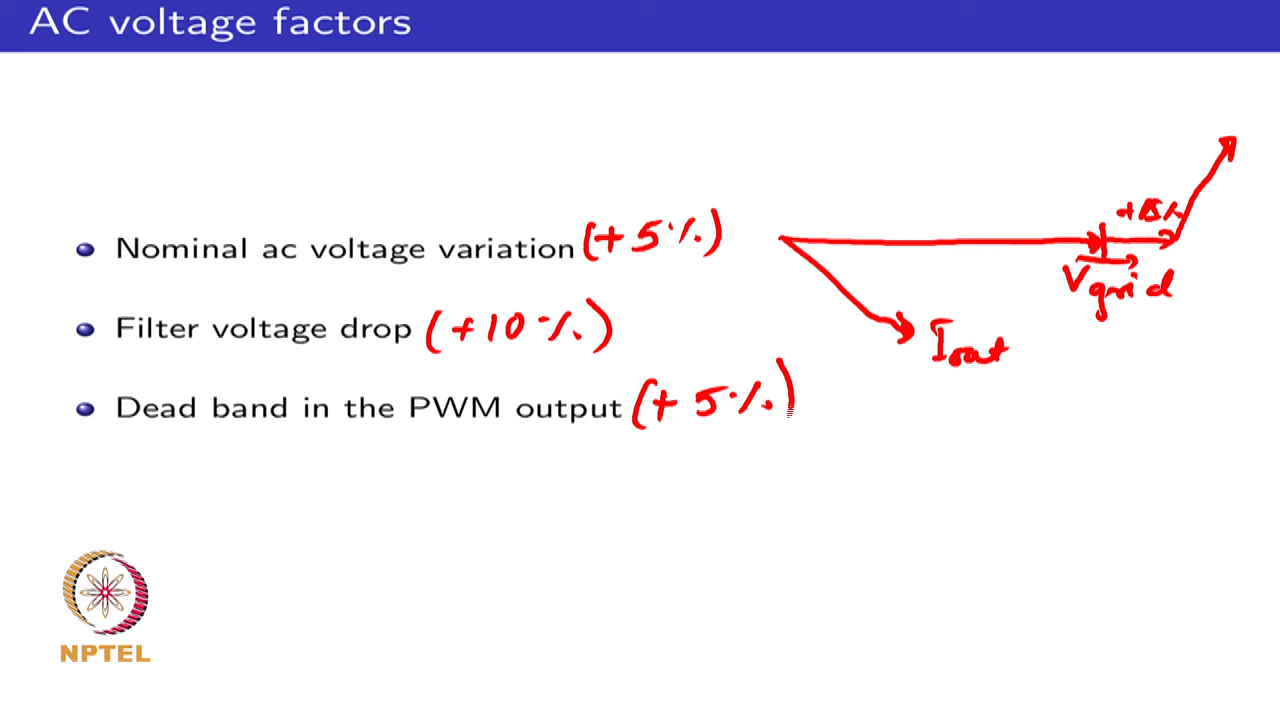 AC voltage factors
Nominal ac voltage variation (+5%)
Filter voltage drop (+10%)
Dead band in the PWM output (+5%)
Vgrid
Iout
NPTEL